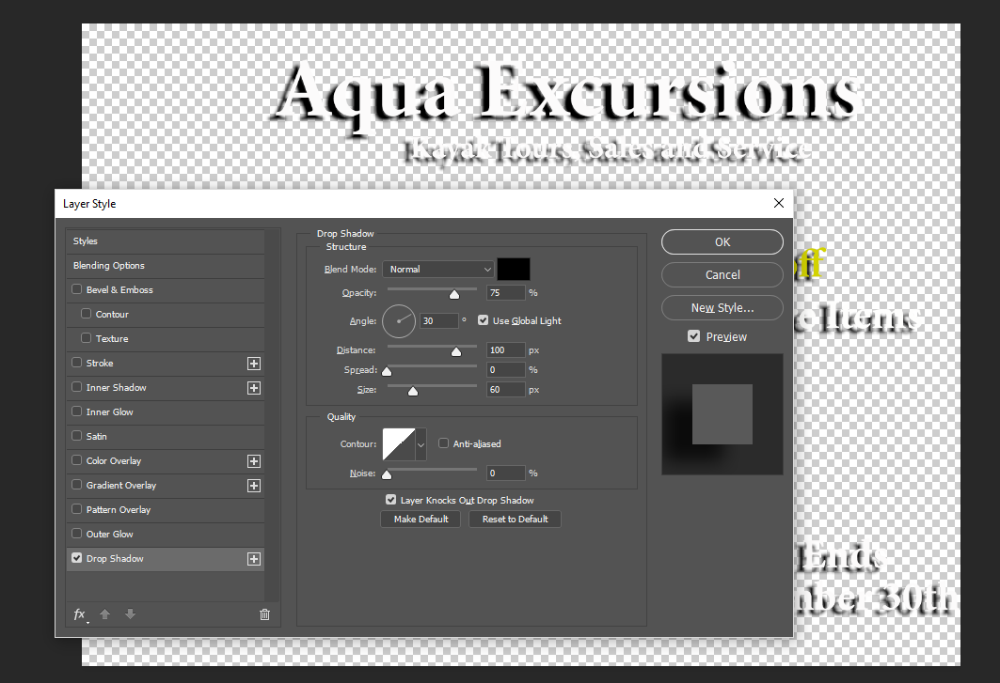 Aqua Excursions
Kayak Tours, Sales and Service
Layer Style
Styles
Blending Options
Bevel & Emboss
Contour
Texture
Stroke
Inner Shadow
Inner Glow
Satin
Color Overlay
Gradient Overlay
Pattern Overlay
Outer Glow
Drop Shadow
fx
Drop Shadow
Structure
Blend Mode: Normal
Opacity: 75 %
Angle: 30 ° Use Global Light
Distance: 100 px
Spread: 0 %
Size: 60 px
Quality
Contour: Anti-aliased
Noise: 0 %
Layer Knocks Out Drop Shadow
Make Default Reset to Default
OK
Cancel
New Style...
Preview
off
o Items
Ends
mber 30th